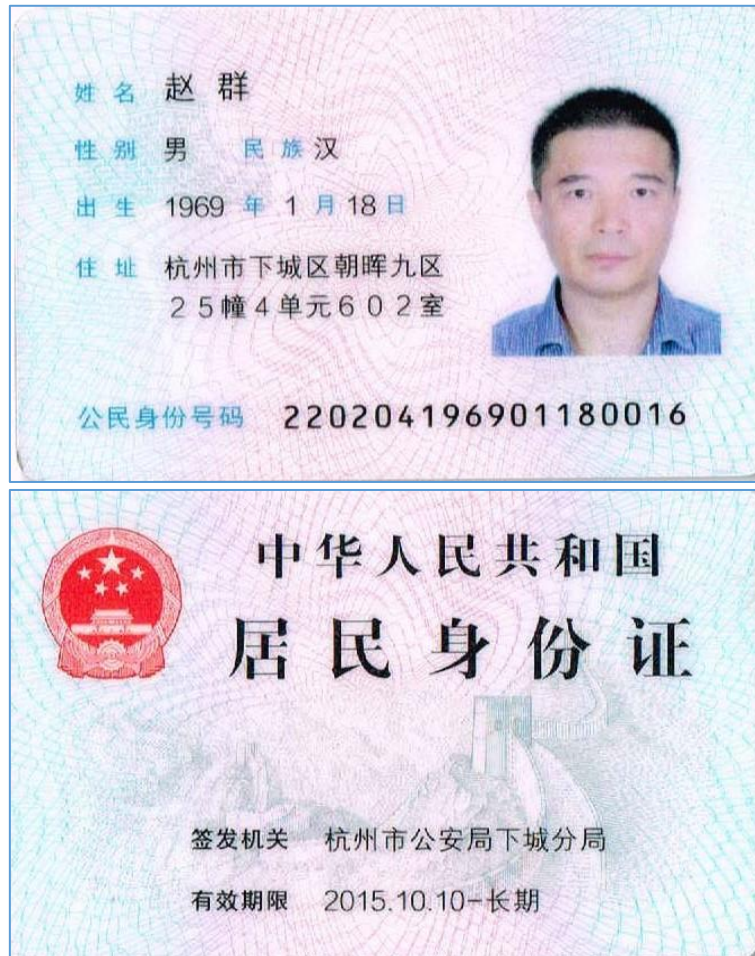 姓名 赵群
性别 男 民族 汉
出生 1969 年 1 月 18 日
住址 杭州市下城区朝晖九区
25幢4单元602室
公民身份号码 220204196901180016
中华人民共和国
居民身份证
签发机关 杭州市公安局下城分局
有效期限 2015.10.10-长期